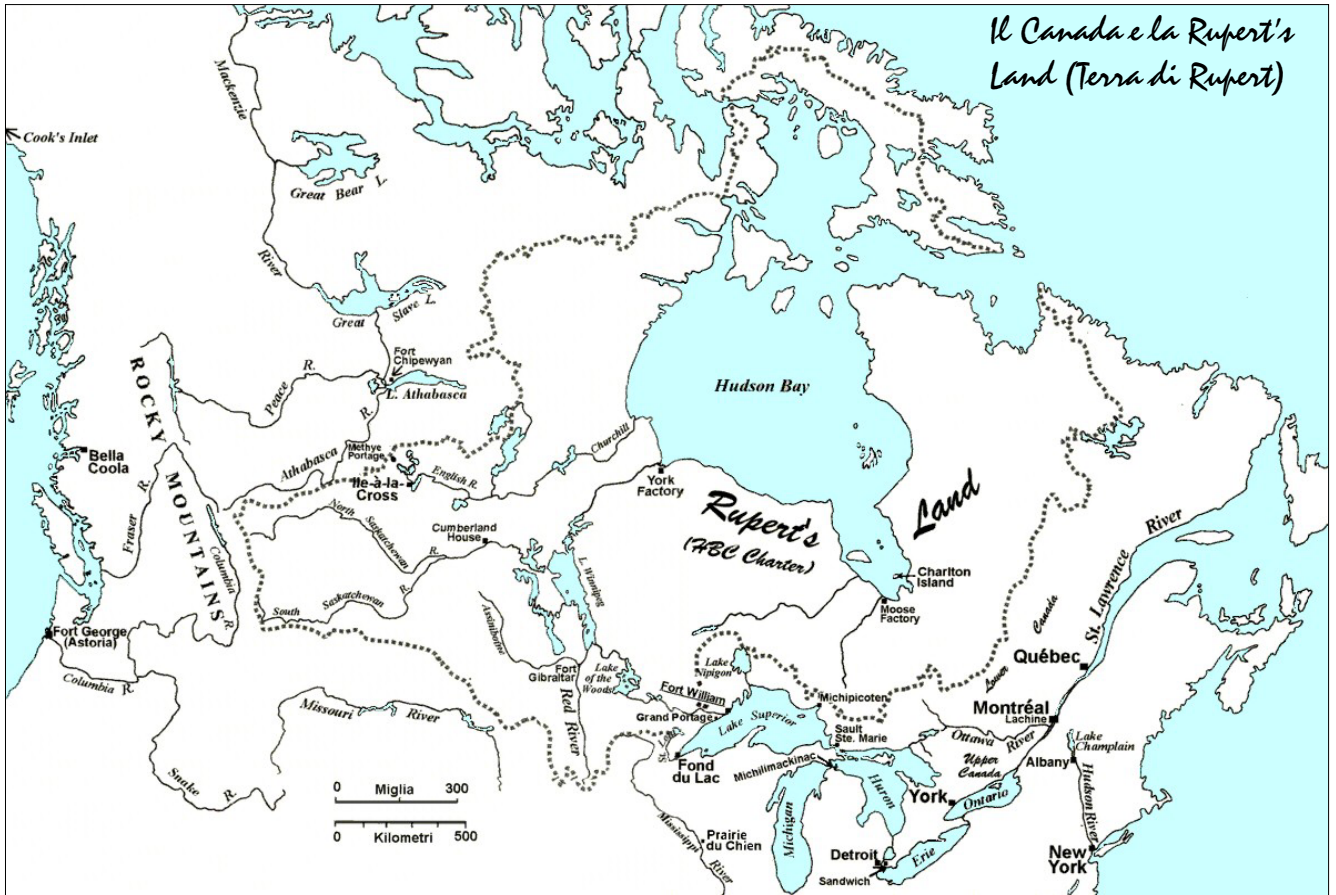 Il Canada e la Rupert's
Land (Terra di Rupert)
Mackenzie
River
Cook's Inlet
Great Bear L.
Great Slave L.
Fort
Chipewyan
L. Athabasca
Peace R.
R.
Athabasca
Methye
Portage
Ile-à-la-
Cross
English R.
Churchill
ROCKY
MOUNTAINS
Bella
Coola
Fraser R.
Columbia
North
Saskatchewan
R.
Cumberland
House
South
Saskatchewan
R.
Hudson Bay
York
Factory
Rupert's
(HBC Charter)
Land
Charlton
Island
Moose
Factory
L. Winnipeg
Assiniboine
Fort George
(Astoria)
Columbia R.
Fort
Gibraltar
Red River
Lake
of the
Woods
Lake
Nipigon
Fort William
Grand Portage
Lake Superior
Michipicoten
Sault
Ste. Marie
Michilimackinac
Fond
du Lac
Missouri River
Snake R.
Miglia
0 300
0 500
Kilometri
Mississippi
River
Prairie
du Chien
Michigan
Huron
Detroit
Sandwich
Erie
Ontario
York
Upper
Canada
Ottawa
River
Lower
Canada
Québec
Montréal
Lachine
St. Lawrence
River
Lake
Champlain
Albany
Hudson River
New
York